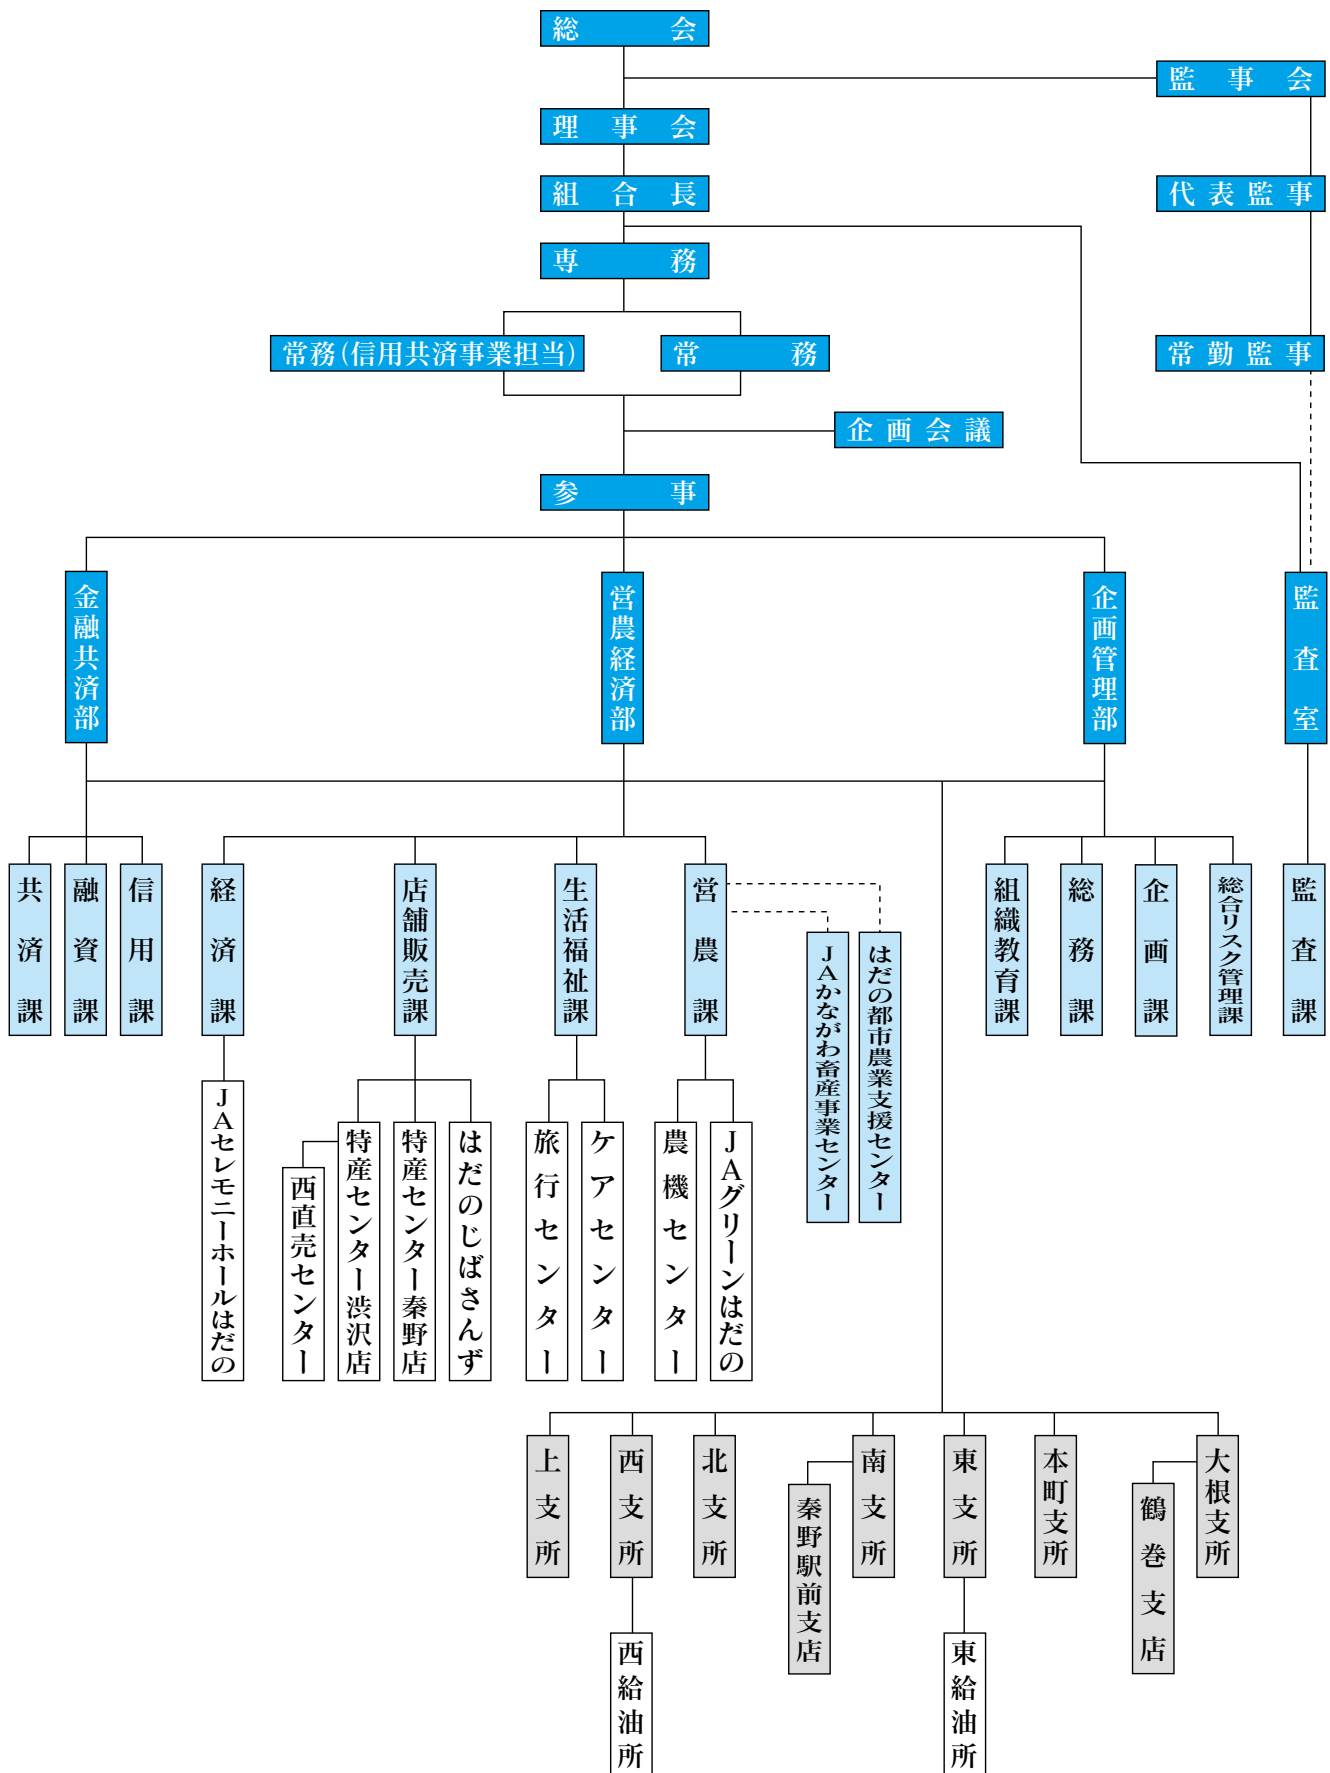 総会
監事会
理事会
組合長
代表監事
専務
常務(信用共済事業担当)
常務
常勤監事
企画会議
参事
金融共済部
営農経済部
企画管理部
監査室
共済課
融資課
信用課
経済課
店舗販売課
生活福祉課
営農課
組織教育課
総務課
企画課
総合リスク管理課
監査課
JAかながわ畜産事業センター
はだの都市農業支援センター
JAセレモニーホールはだの
西直売センター
特産センター渋沢店
特産センター秦野店
はだのじばさんず
旅行センター
ケアセンター
農機センター
JAグリーンはだの
上支所
西支所
北支所
秦野駅前支店
南支所
東支所
本町支所
鶴巻支店
大根支所
西給油所
東給油所